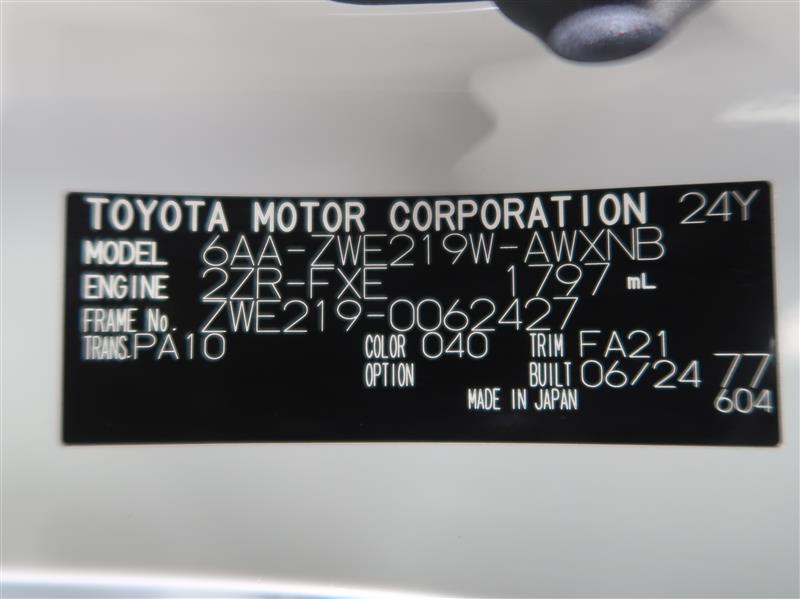 TOYOTA MOTOR CORPORATION 24Y
MODEL 6AA-ZWE219W-AWXNB
ENGINE 2ZR-FXE 1797 mL
FRAME No. ZWE219-0062427
TRANS. PA10 COLOR 040 TRIM FA21
OPTION BUILT 06/24 77
MADE IN JAPAN 604